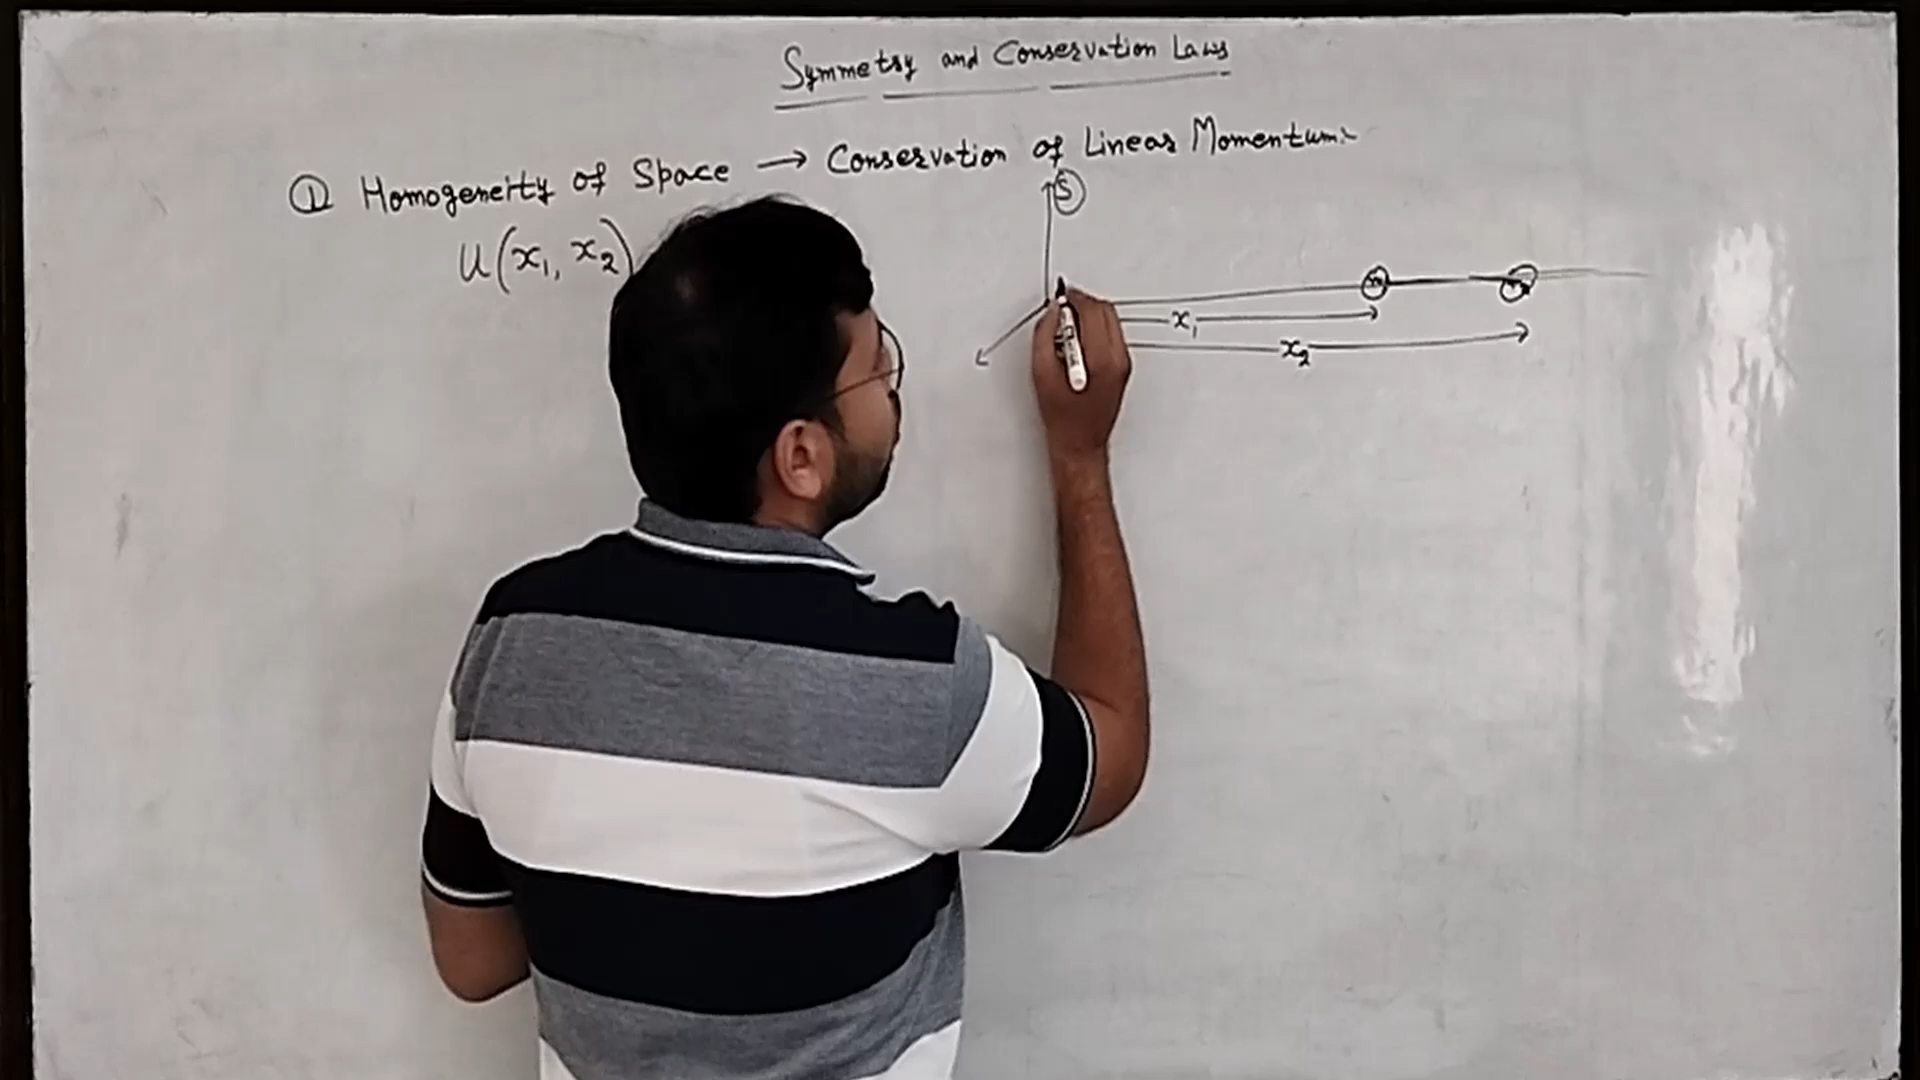 Symmetry and Conservation Laws
① Homogeneity of Space → Conservation of Linear Momentum:-
U(x₁, x₂)
S
x₁
x₂